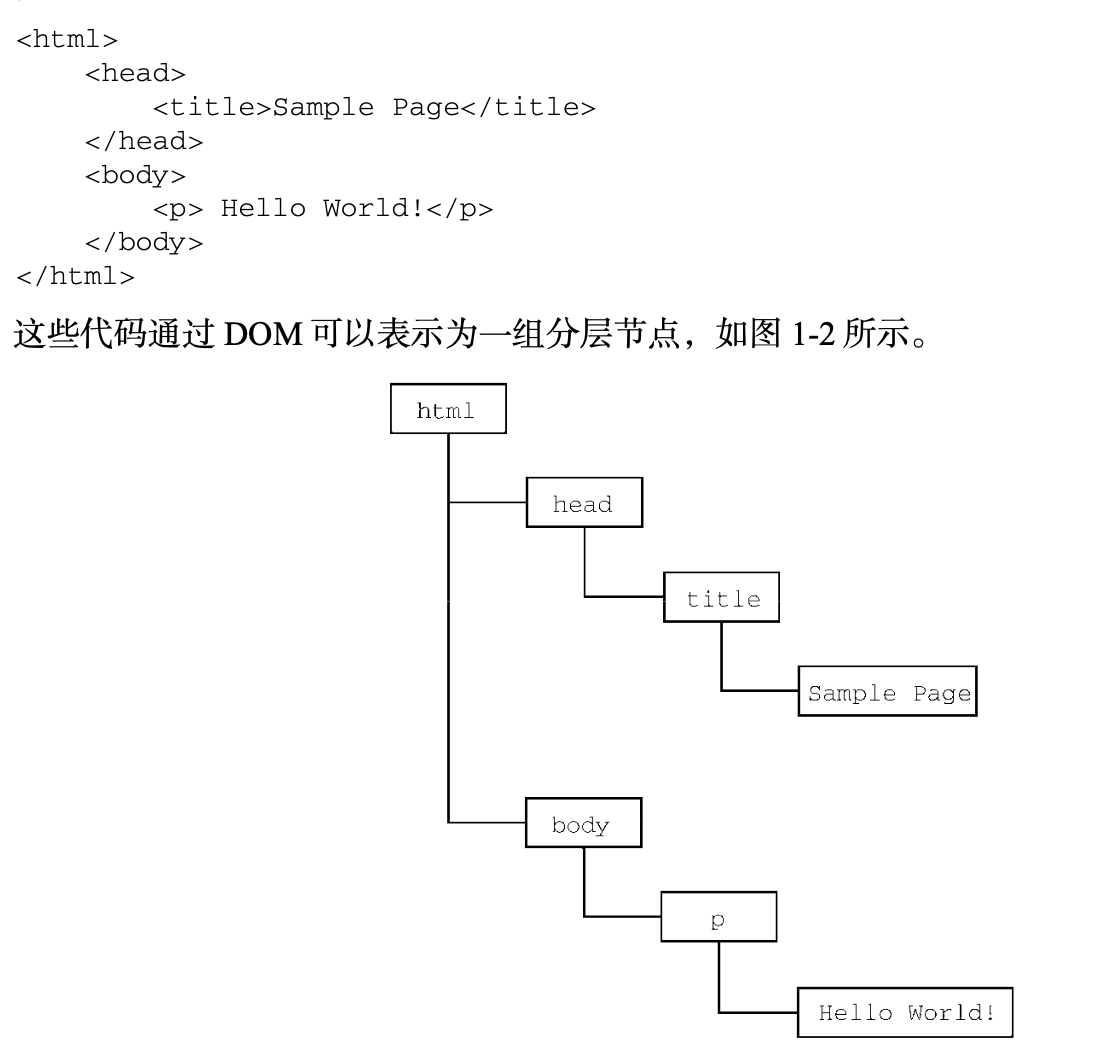 <html>
    <head>
        <title>Sample Page</title>
    </head>
    <body>
        <p> Hello World!</p>
    </body>
</html>
这些代码通过 DOM 可以表示为一组分层节点，如图 1-2 所示。
html
head
title
Sample Page
body
p
Hello World!